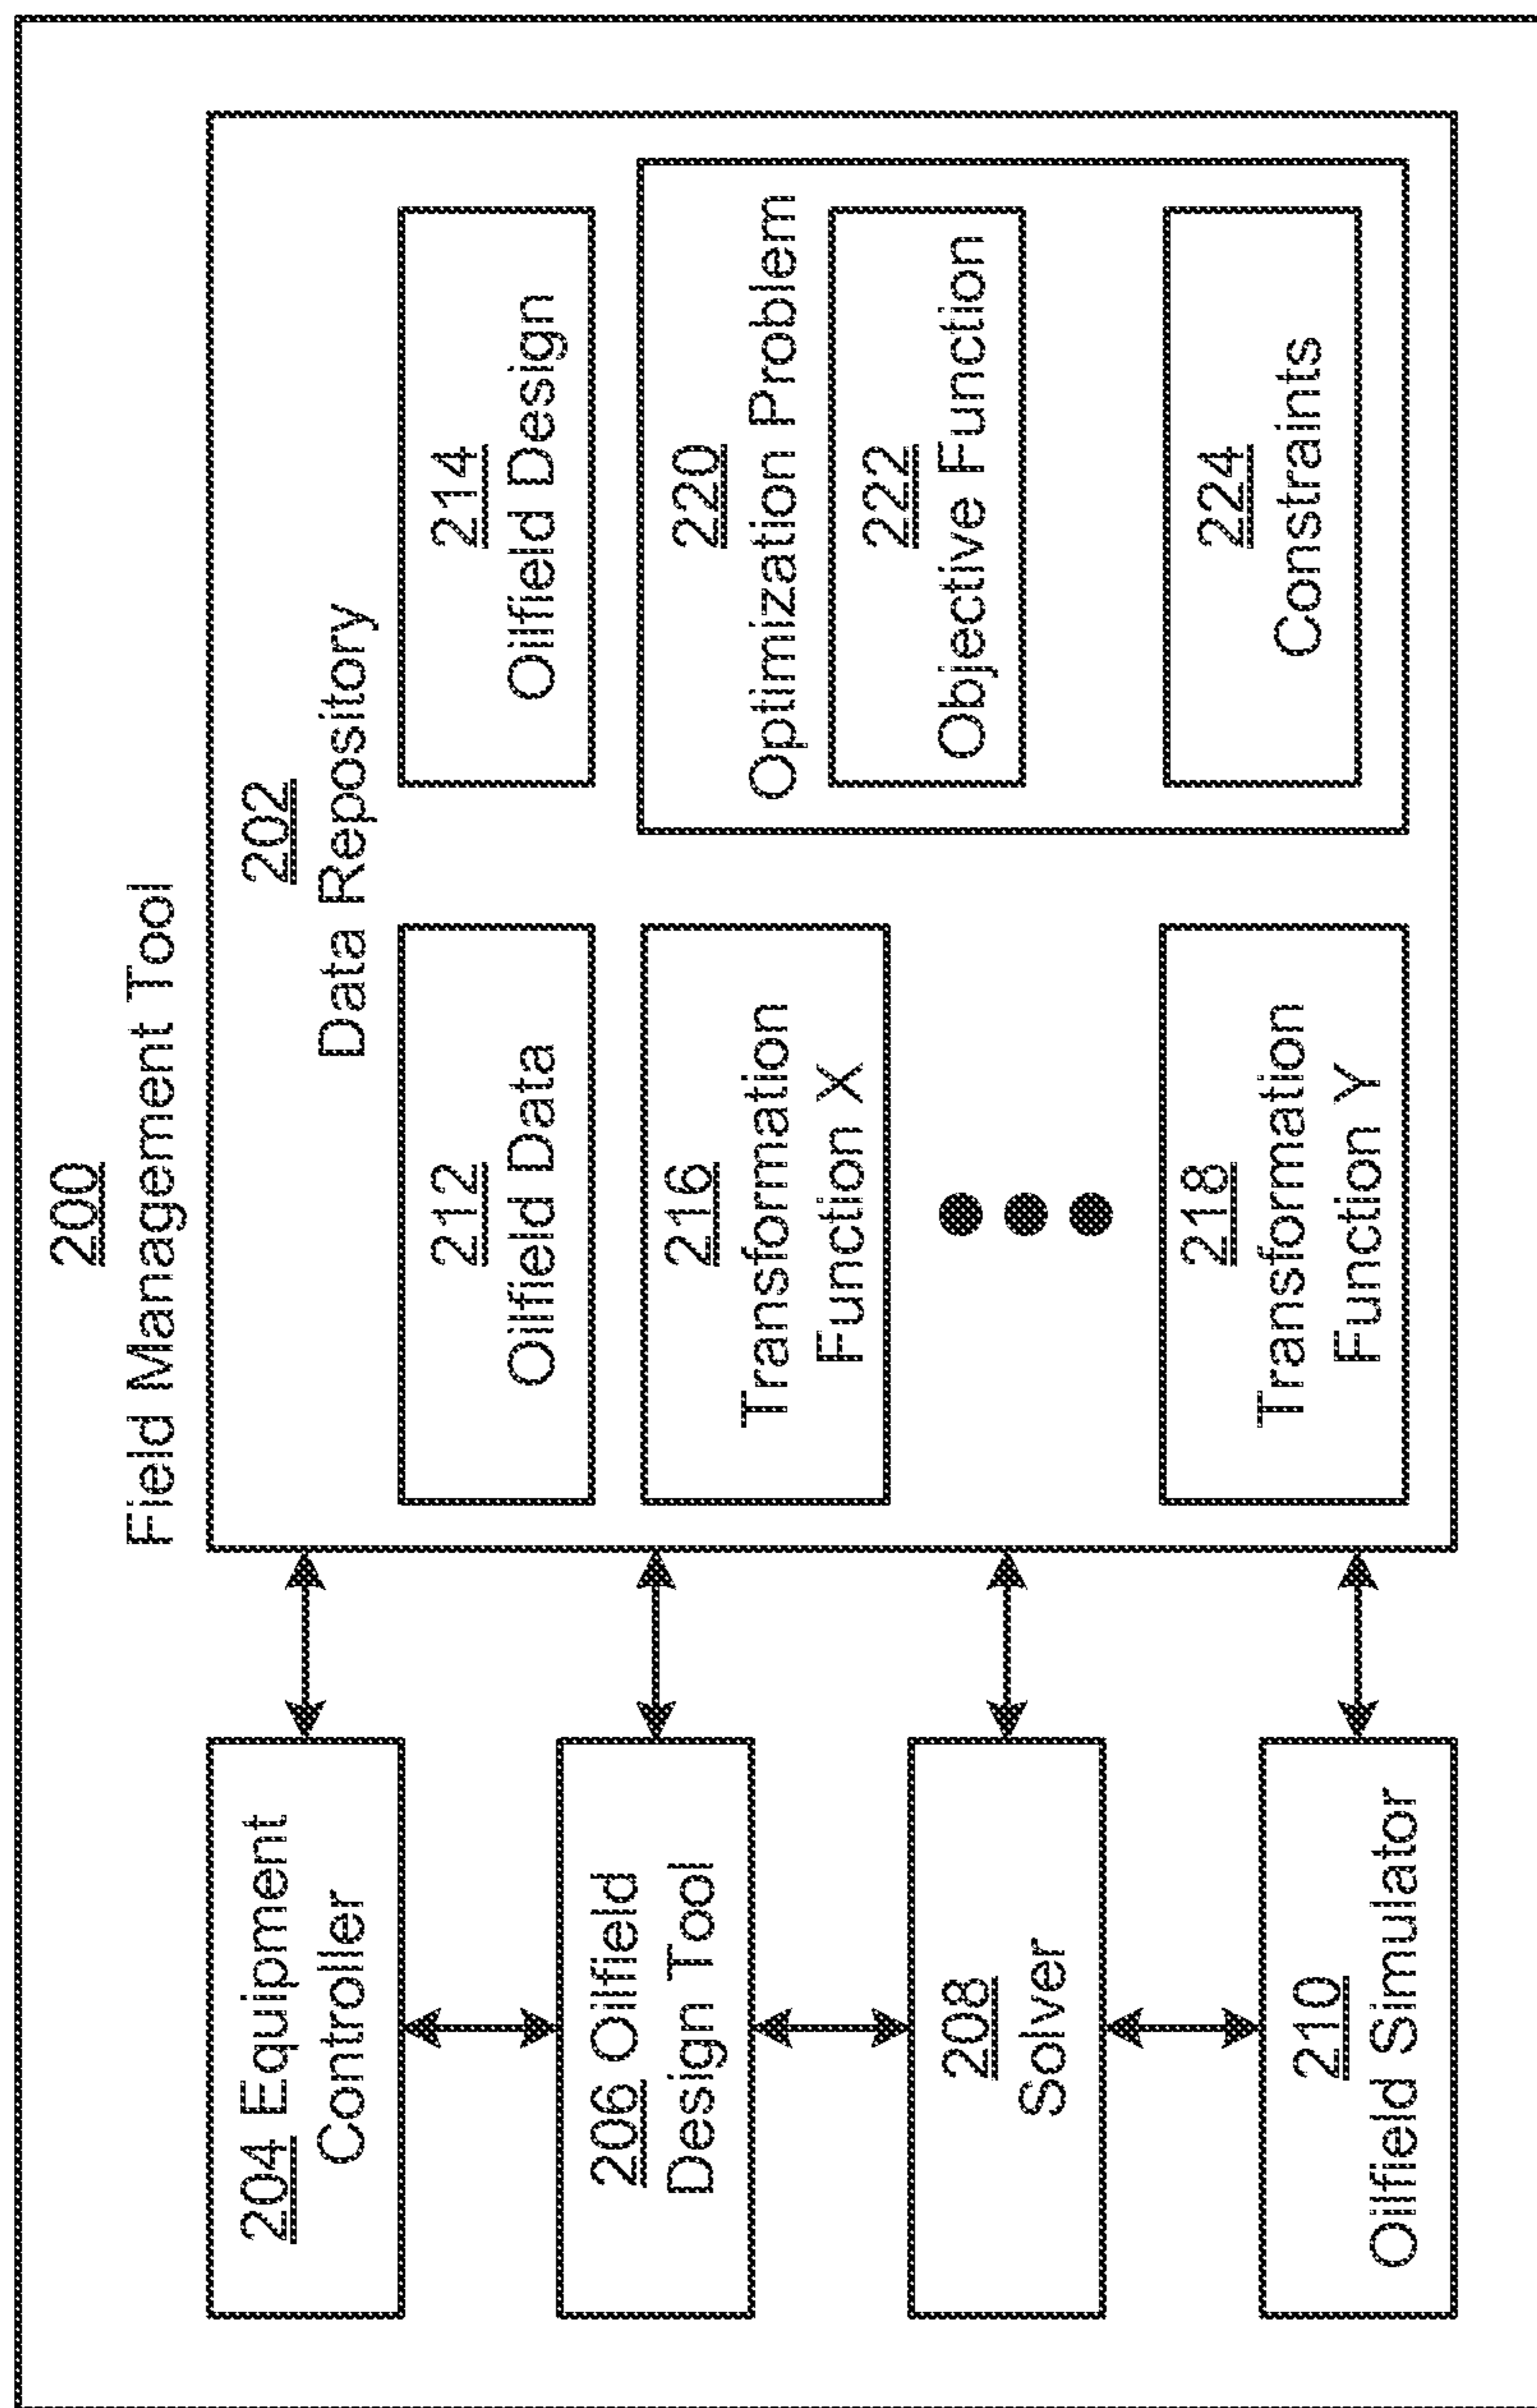 200
Field Management Tool
204 Equipment
Controller
206 Oilfield
Design Tool
208
Solver
210
Oilfield Simulator
202
Data Repository
212
Oilfield Data
214
Oilfield Design
216
Transformation
Function X
218
Transformation
Function Y
220
Optimization Problem
222
Objective Function
224
Constraints